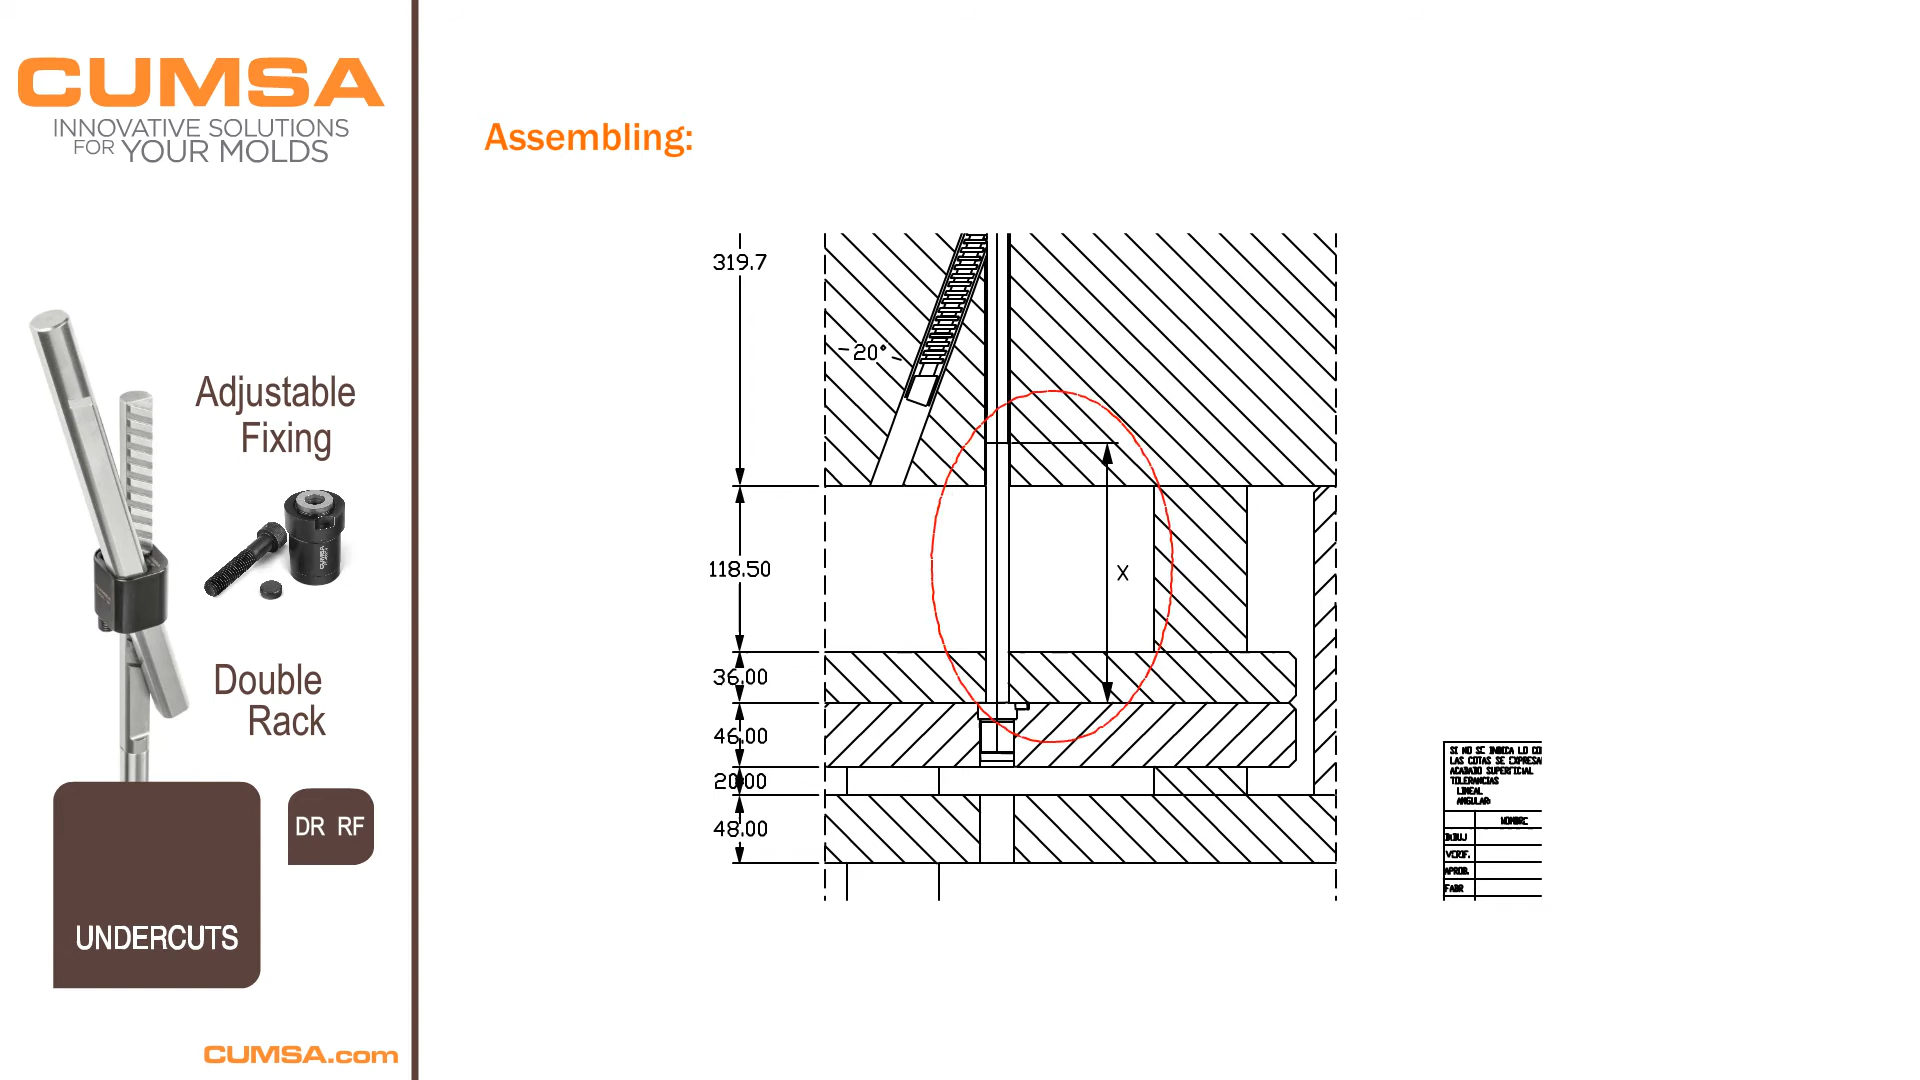 CUMSA
INNOVATIVE SOLUTIONS
FOR YOUR MOLDS
Adjustable
Fixing
CUMSA
Double
Rack
DR RF
UNDERCUTS
CUMSA.com
Assembling:
319.7
20°
118.50
X
36.00
46.00
20.00
48.00
SI NO SE INDICA LO CO
LAS COTAS SE EXPRESA
ACABADO SUPERFICIAL
TOLERANCIAS
LINEAL
ANGULAR:
NOMBRE
DIBUJ
VERIF.
APROB.
FABR